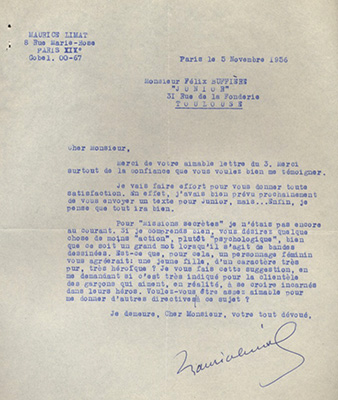 MAURICE LIMAT
8 Rue Marie-Rose
PARIS XIV°
Gobel. 00-67
Paris le 5 Novembre 1956
Monsieur Félix RUFFIÈRE
"JUNIOR"
31 Rue de la Fonderie
TOULOUSE
Cher Monsieur,
Merci de votre aimable lettre du 3. Merci
surtout de la confiance que vous voulez bien me témoigner.
Je vais faire effort pour vous donner toute
satisfaction. En effet, j'avais bien prévu prochainement
de vous envoyer un texte pour Junior, mais...Enfin, je
pense que tout ira bien.
Pour "Missions secrètes" je n'étais pas encore
au courant. Si je comprends bien, vous désirez quelque
chose de moins "action", plutôt "psychologique", bien
que ce soit un grand mot lorsqu'il s'agit de bandes
dessinées. Est-ce que, pour cela, un personnage féminin
vous agréerait: une jeune fille, d'un caractère très
pur, très héroïque ? Je vous fais cette suggestion, en
me demandant si c'est très indiqué pour la clientèle
des garçons qui aiment, en réalité, à se croire incarnés
dans leurs héros. Voulez-vous être assez aimable pour
me donner d'autres directives à ce sujet ?
Je demeure, Cher Monsieur, votre tout dévoué,